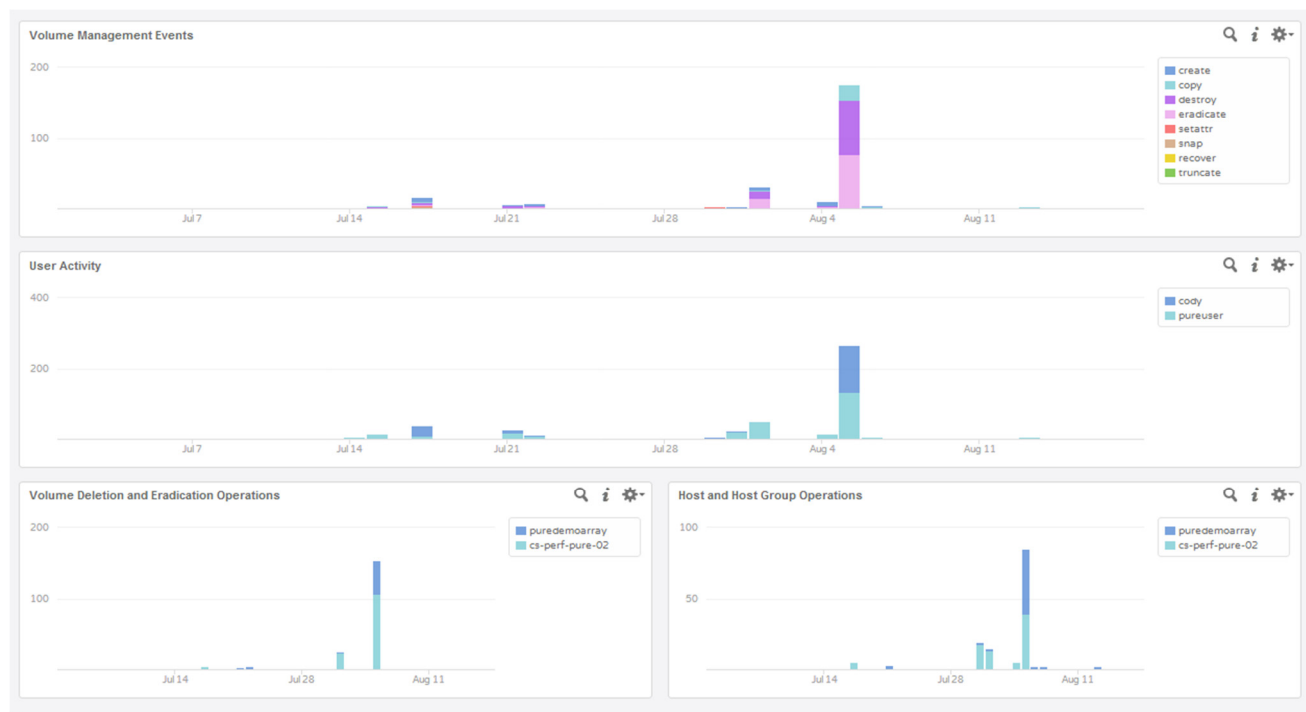 Volume Management Events
200
100
Jul 7
Jul 14
Jul 21
Jul 28
Aug 4
Aug 11
create
copy
destroy
eradicate
setattr
snap
recover
truncate
User Activity
400
200
Jul 7
Jul 14
Jul 21
Jul 28
Aug 4
Aug 11
cody
pureuser
Volume Deletion and Eradication Operations
200
100
Jul 14
Jul 28
Aug 11
puredemoarray
cs-perf-pure-02
Host and Host Group Operations
100
50
Jul 14
Jul 28
Aug 11
puredemoarray
cs-perf-pure-02